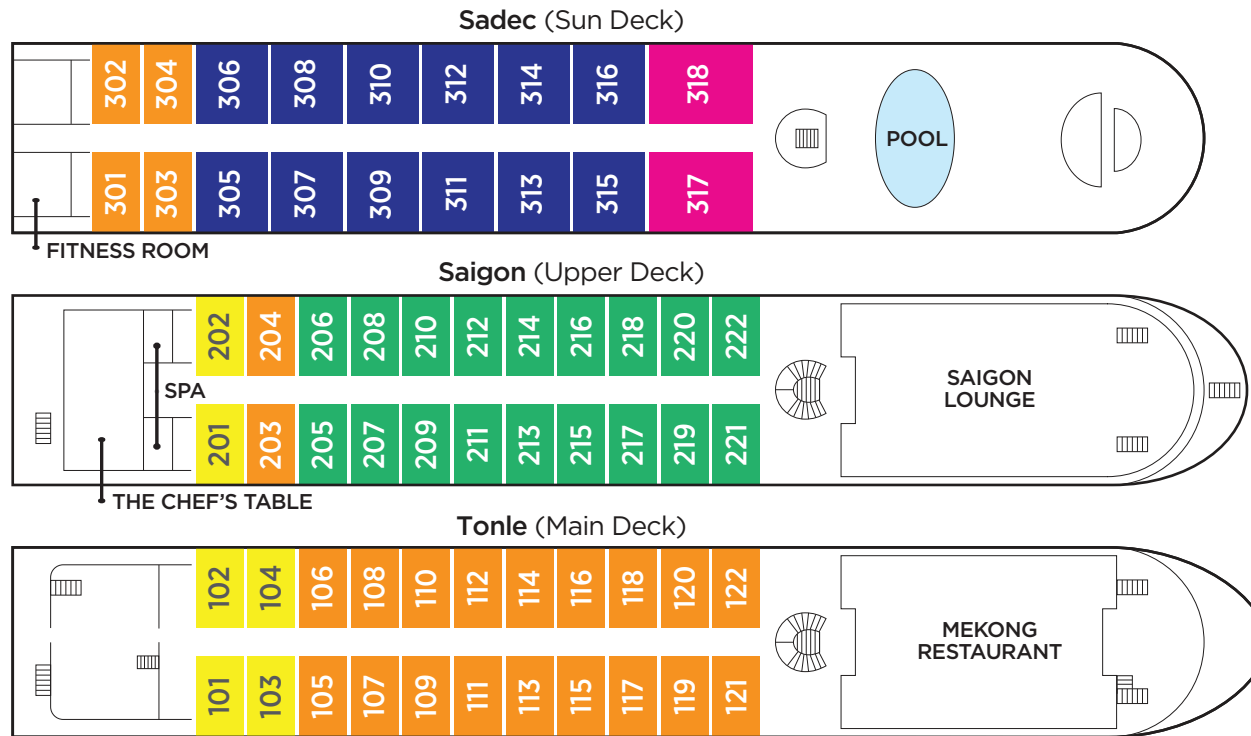 Sadec (Sun Deck)
302 304 306 308 310 312 314 316 318
POOL
301 303 305 307 309 311 313 315 317
FITNESS ROOM
Saigon (Upper Deck)
202 204 206 208 210 212 214 216 218 220 222
SPA
SAIGON
LOUNGE
201 203 205 207 209 211 213 215 217 219 221
THE CHEF'S TABLE
Tonle (Main Deck)
102 104 106 108 110 112 114 116 118 120 122
MEKONG
RESTAURANT
101 103 105 107 109 111 113 115 117 119 121